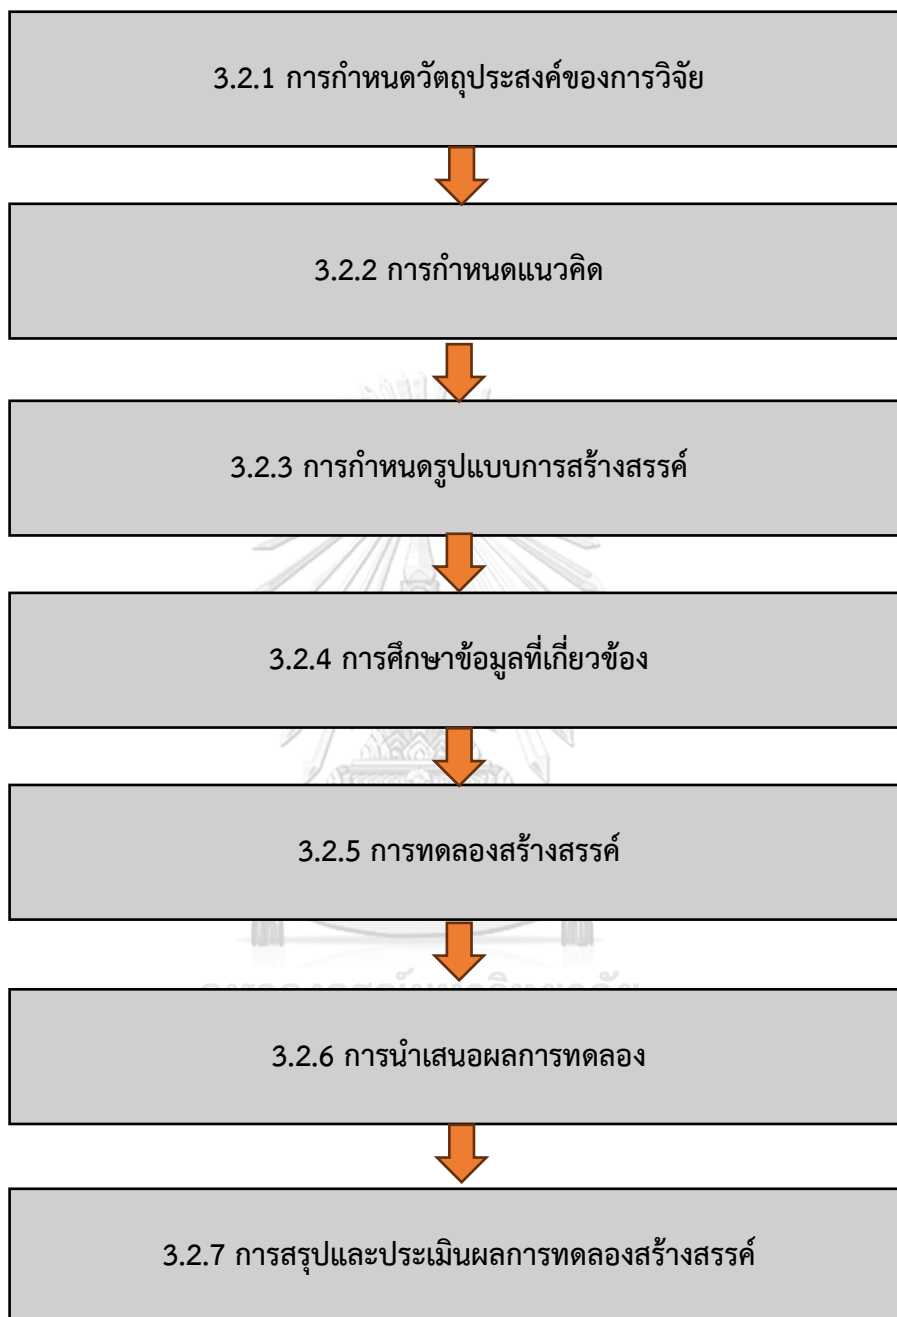 3.2.1 การกำหนดวัตถุประสงค์ของการวิจัย
3.2.2 การกำหนดแนวคิด
3.2.3 การกำหนดรูปแบบการสร้างสรรค์
3.2.4 การศึกษาข้อมูลที่เกี่ยวข้อง
3.2.5 การทดลองสร้างสรรค์
3.2.6 การนำเสนอผลการทดลอง
3.2.7 การสรุปและประเมินผลการทดลองสร้างสรรค์